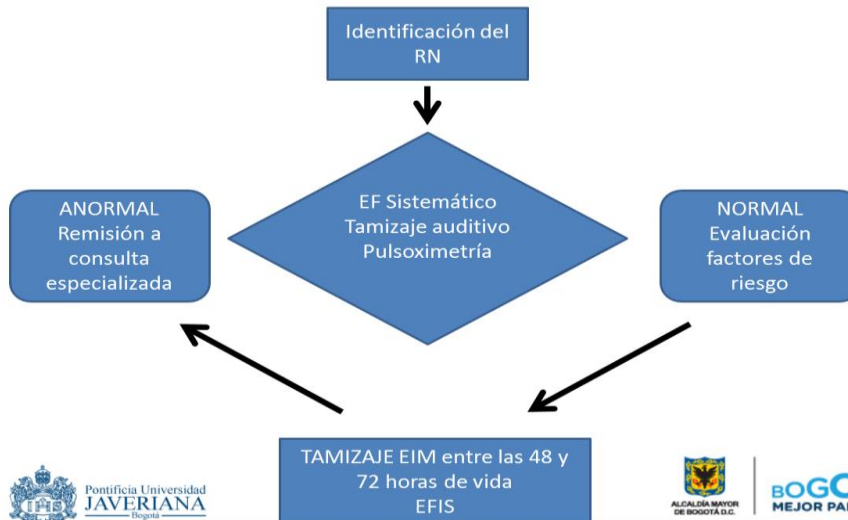 Identificación del
RN
EF Sistemático
Tamizaje auditivo
Pulsoximetría
ANORMAL
Remisión a
consulta
especializada
NORMAL
Evaluación
factores de
riesgo
TAMIZAJE EIM entre las 48 y
72 horas de vida
EFIS
Pontificia Universidad
JAVERIANA
Bogotá
ALCALDÍA MAYOR
DE BOGOTÁ D.C.
MEJOR